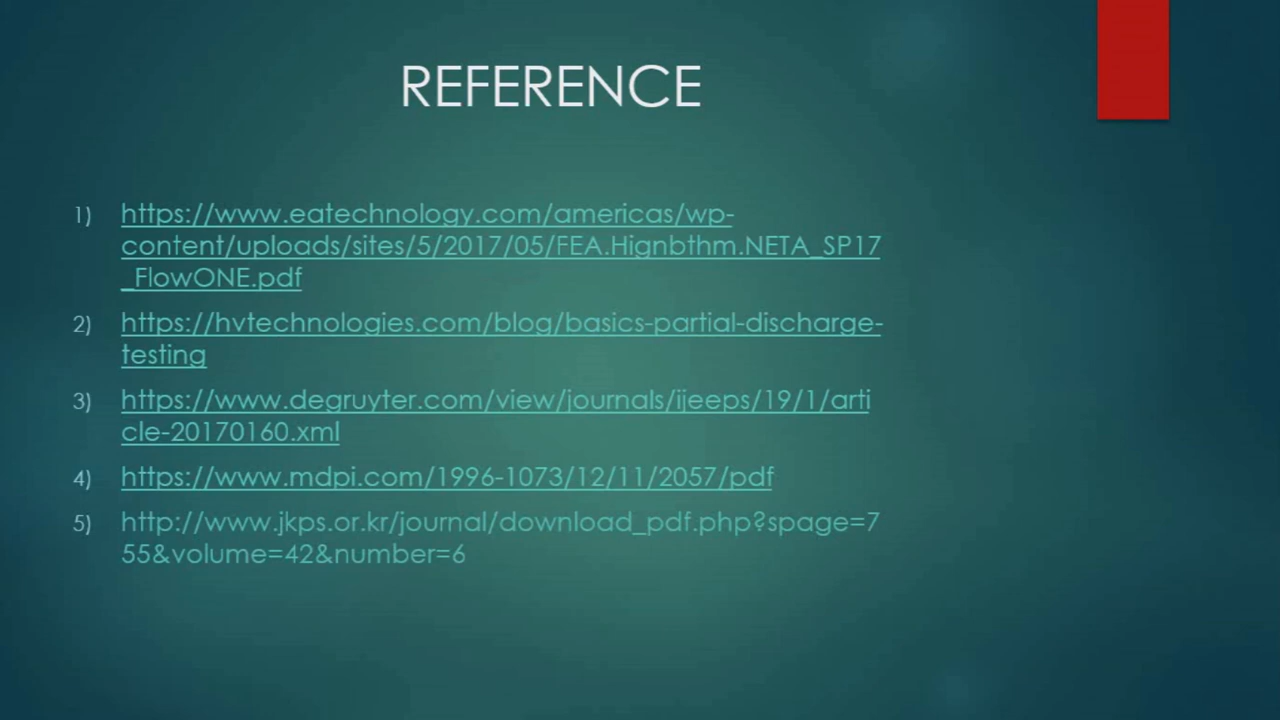 REFERENCE
1) https://www.eatechnology.com/americas/wp-
content/uploads/sites/5/2017/05/FEA.Hignbthm.NETA_SP17
_FlowONE.pdf
2) https://hvtechnologies.com/blog/basics-partial-discharge-
testing
3) https://www.degruyter.com/view/journals/ijeeps/19/1/arti
cle-20170160.xml
4) https://www.mdpi.com/1996-1073/12/11/2057/pdf
5) http://www.jkps.or.kr/journal/download_pdf.php?spage=7
55&volume=42&number=6